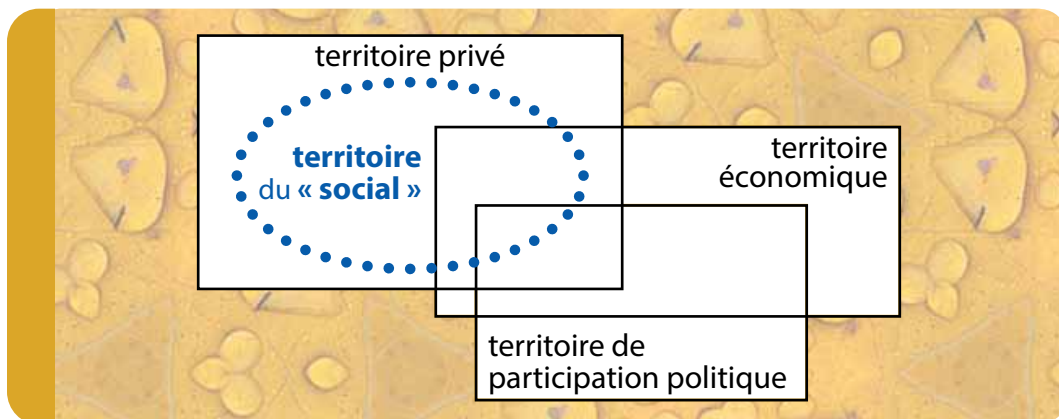 territoire privé
territoire
du « social »
territoire
économique
territoire de
participation politique